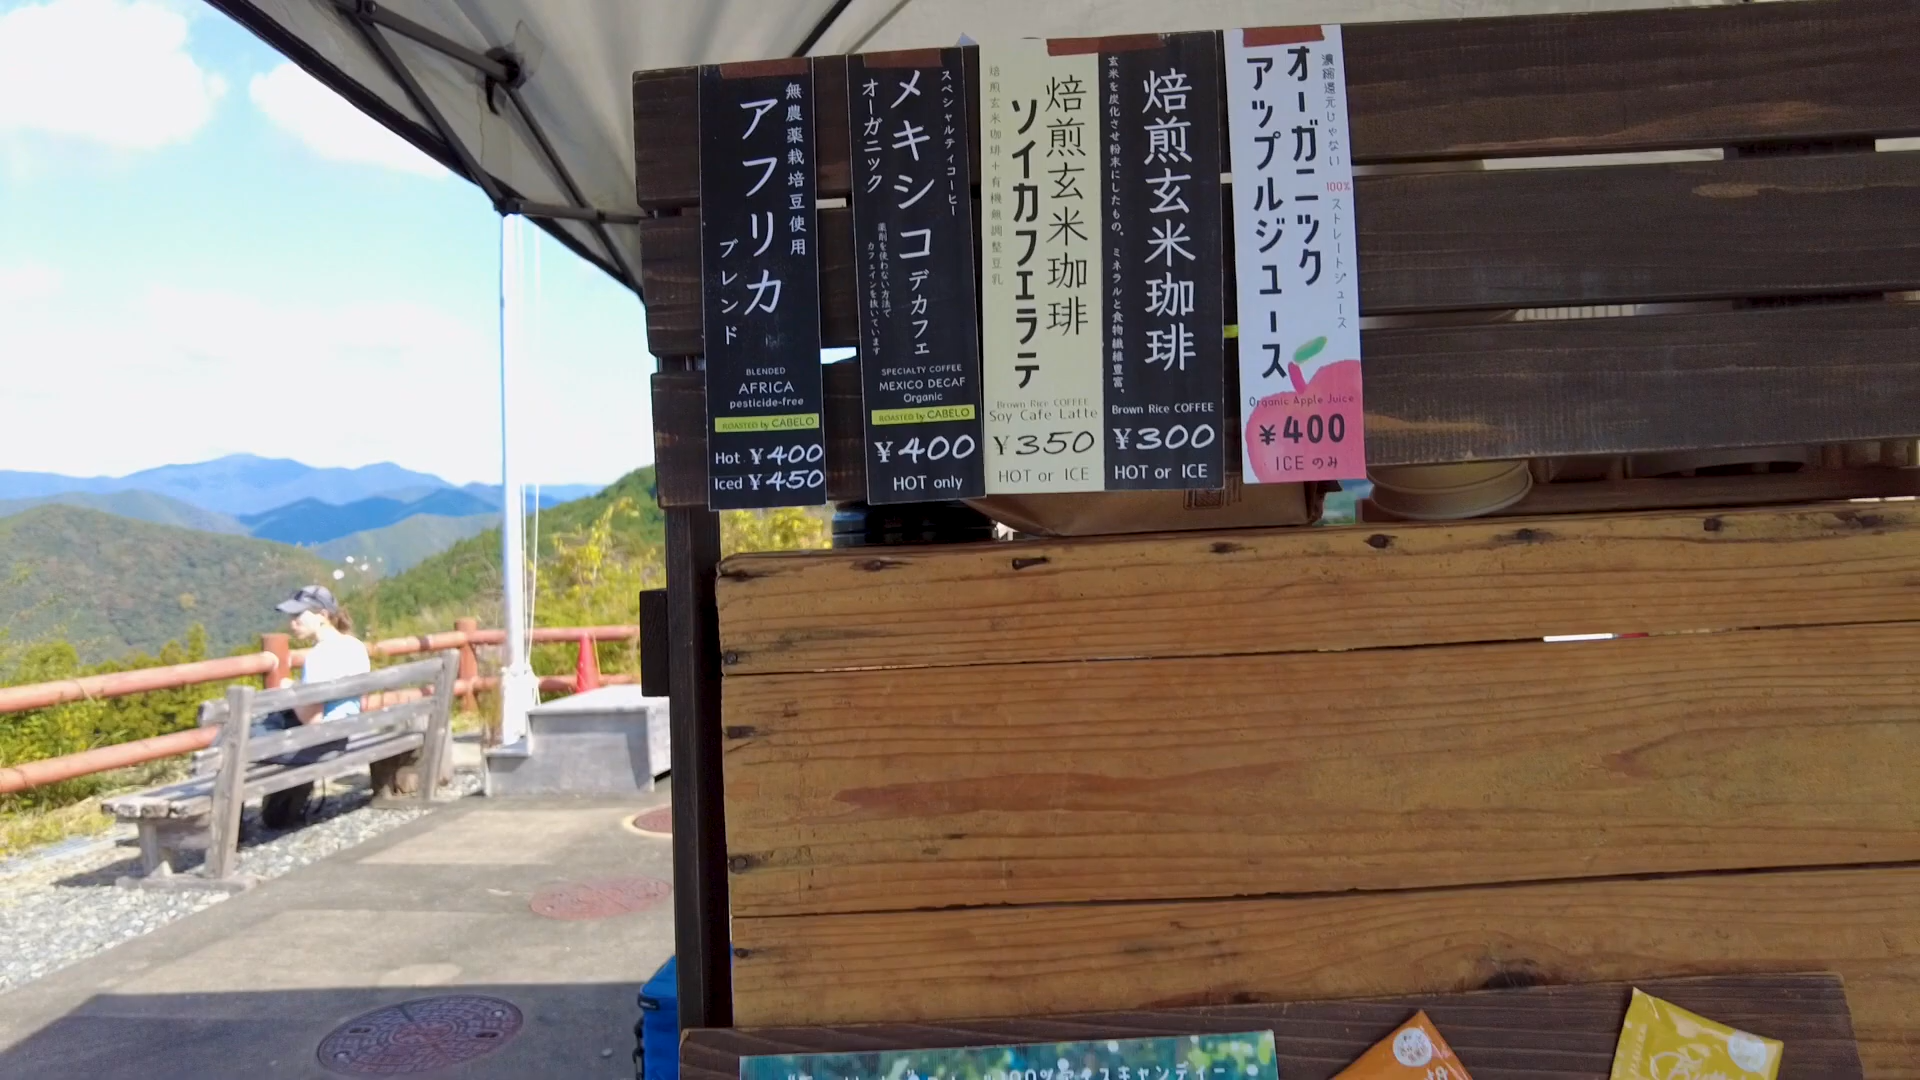 無農薬栽培豆使用
アフリカ
ブレンド
BLENDED
AFRICA
pesticide-free
ROASTED by CABELO
Hot ¥400
Iced ¥450
スペシャルティコーヒー
メキシコ デカフェ
オーガニック
薬剤を使わない方法で
カフェインを抜いています
SPECIALTY COFFEE
MEXICO DECAF
Organic
ROASTED by CABELO
¥400
HOT only
焙煎玄米珈琲
ソイカフェラテ
焙煎玄米珈琲+有機無調整豆乳
Brown Rice COFFEE
Soy Cafe Latte
¥350
HOT or ICE
焙煎玄米珈琲
玄米を炭化させ粉末にしたもの。ミネラルと食物繊維豊富。
Brown Rice COFFEE
¥300
HOT or ICE
濃縮還元じゃない 100% ストレートジュース
オーガニック
アップルジュース
Organic Apple Juice
¥400
ICE のみ
100%アイスキャンディー